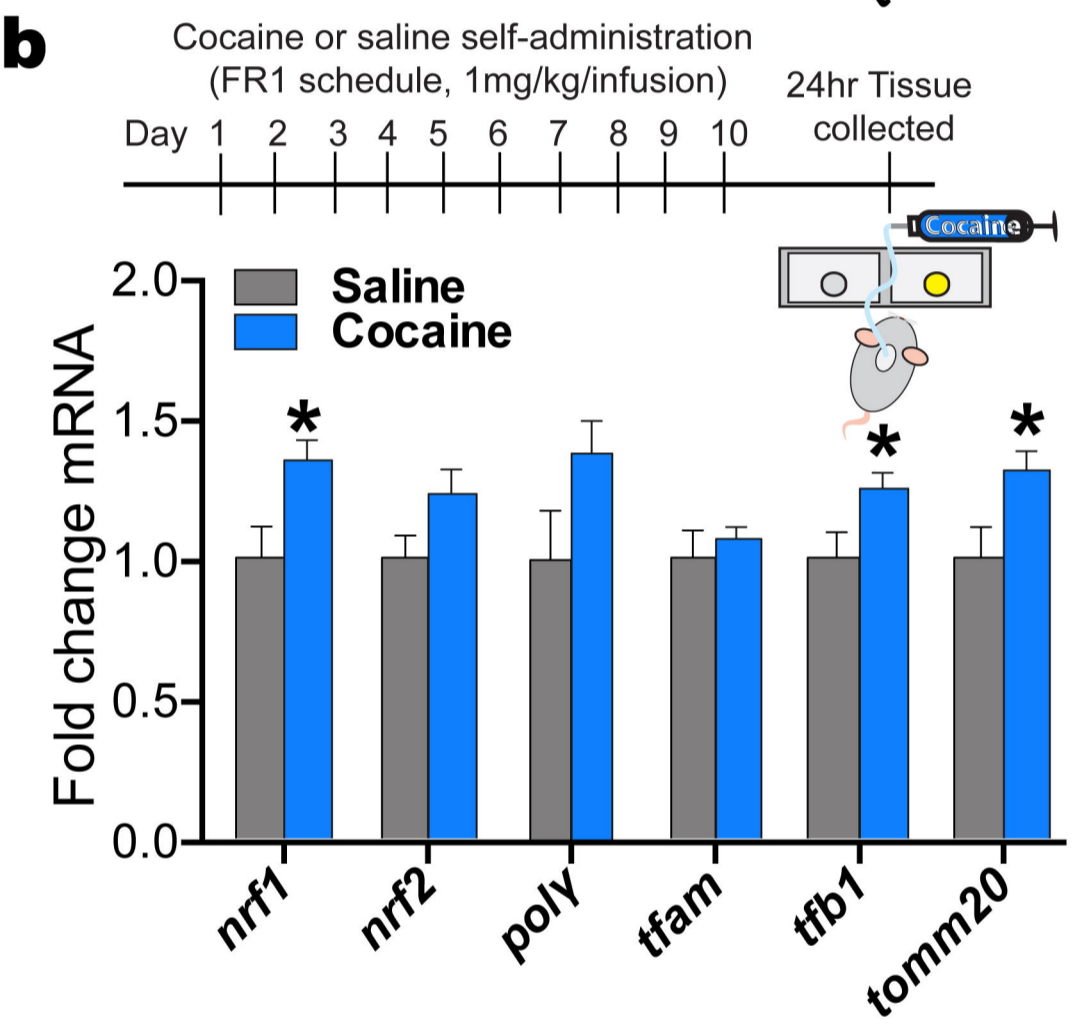 b
Cocaine or saline self-administration
(FR1 schedule, 1mg/kg/infusion)
24hr Tissue
collected
Day 1 2 3 4 5 6 7 8 9 10
Cocaine
2.0
1.5
1.0
0.5
0.0
Fold change mRNA
Saline
Cocaine
*
*
*
nrf1
nrf2
polγ
tfam
tfb1
tomm20